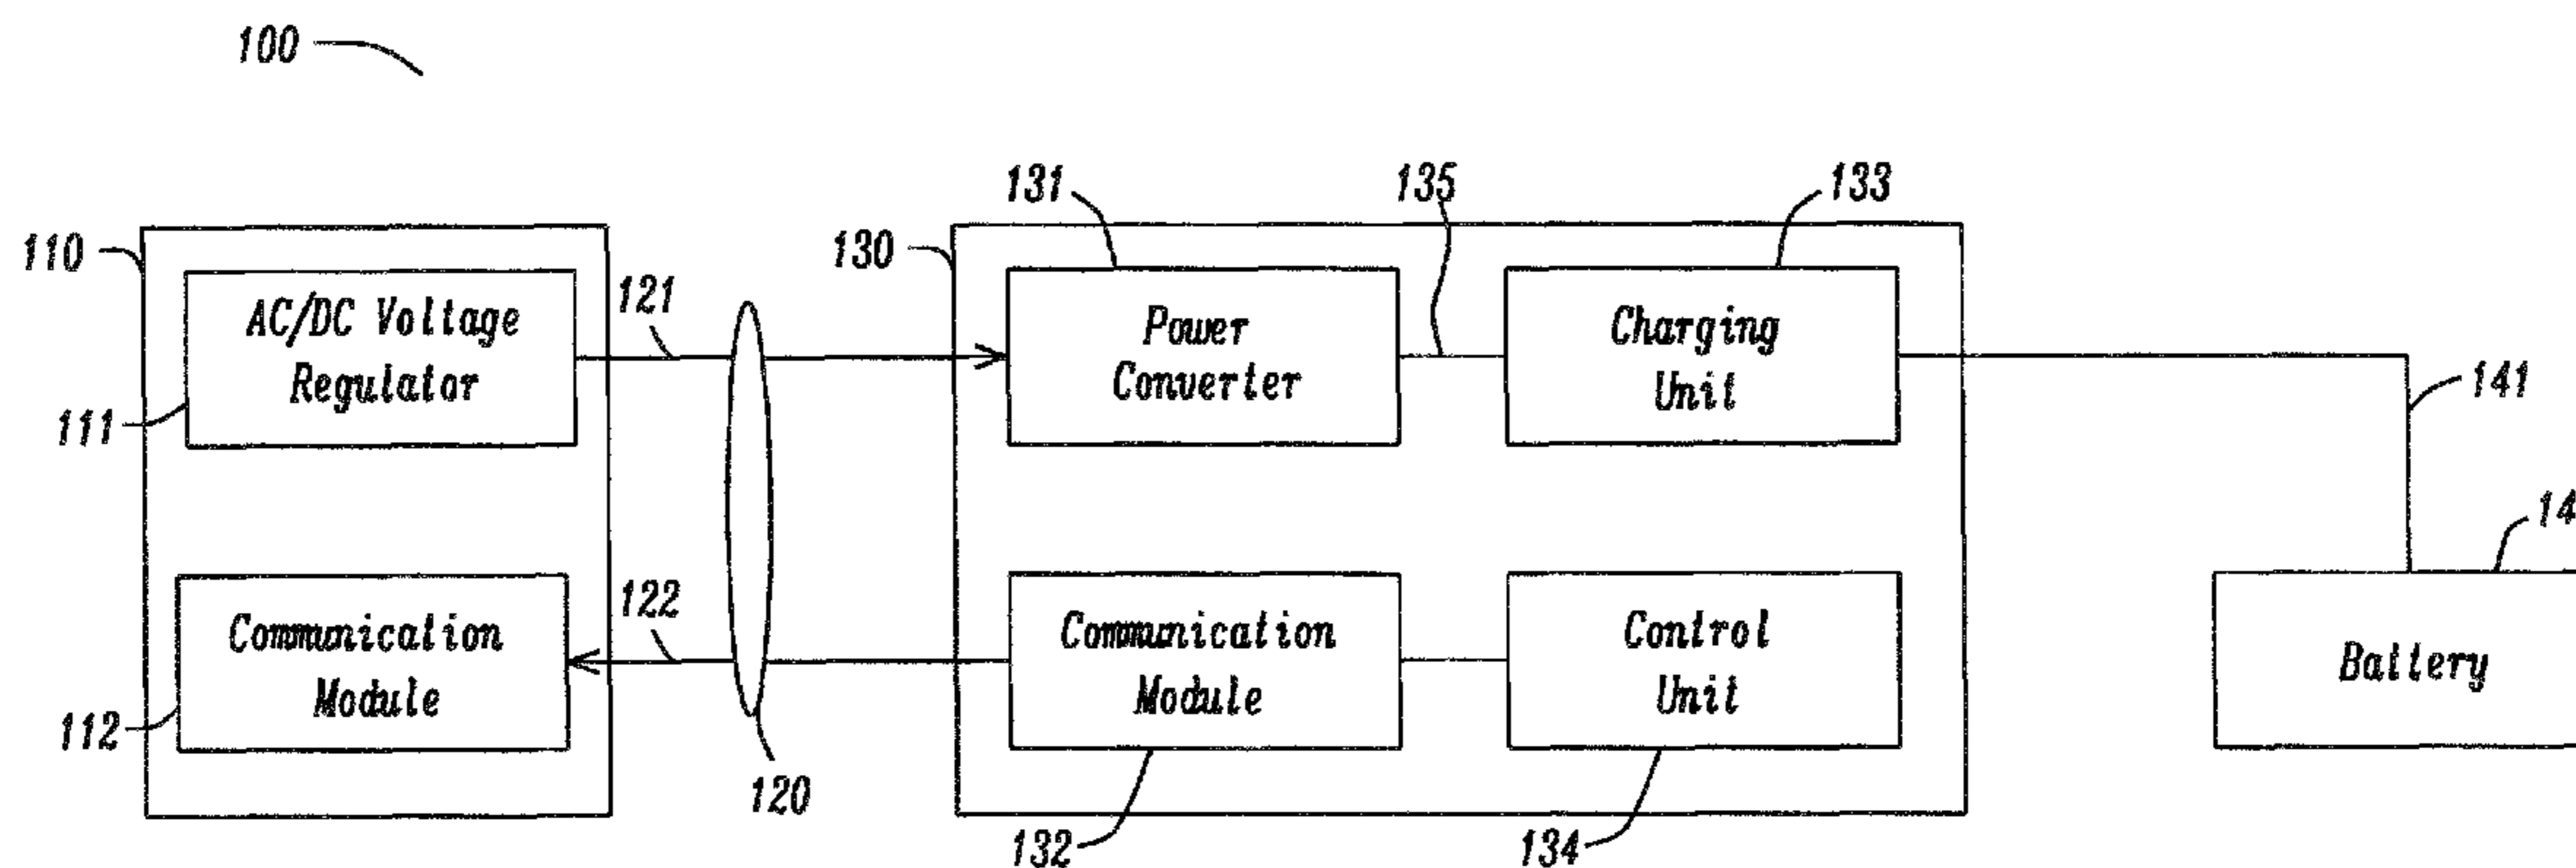 100
131
135
133
110
130
AC/DC Voltage
Regulator
121
Power
Converter
Charging
Unit
141
111
14
122
Communication
Module
Communication
Module
Control
Unit
Battery
112
120
132
134